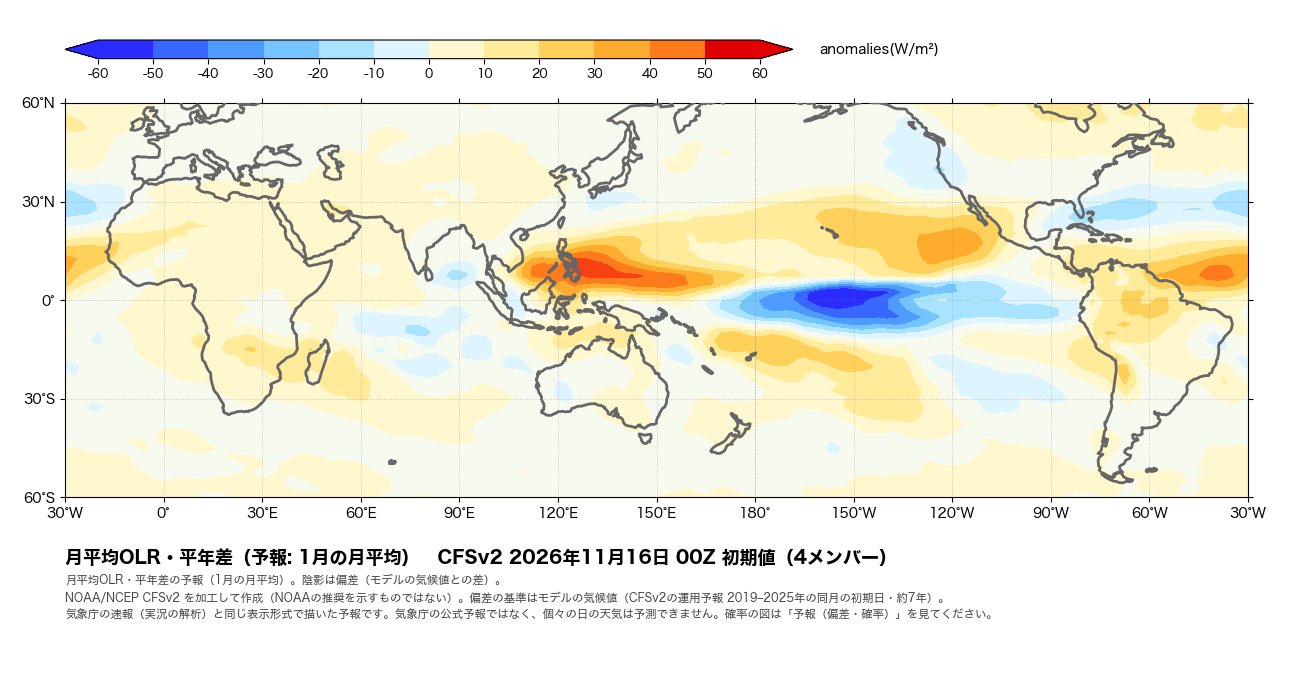 -60 -50 -40 -30 -20 -10 0 10 20 30 40 50 60
anomalies(W/m²)
60°N
30°N
0°
30°S
60°S
30°W 0° 30°E 60°E 90°E 120°E 150°E 180° 150°W 120°W 90°W 60°W 30°W
月平均OLR・平年差（予報: 1月の月平均） CFSv2 2026年11月16日 00Z 初期値（4メンバー）
月平均OLR・平年差の予報（1月の月平均）。陰影は偏差（モデルの気候値との差）。
NOAA/NCEP CFSv2 を加工して作成（NOAAの推奨を示すものではない）。偏差の基準はモデルの気候値（CFSv2の運用予報 2019–2025年の同月の初期日・約7年）。
気象庁の速報（実況の解析）と同じ表示形式で描いた予報です。気象庁の公式予報ではなく、個々の日の天気は予測できません。確率の図は「予報（偏差・確率）」を見てください。